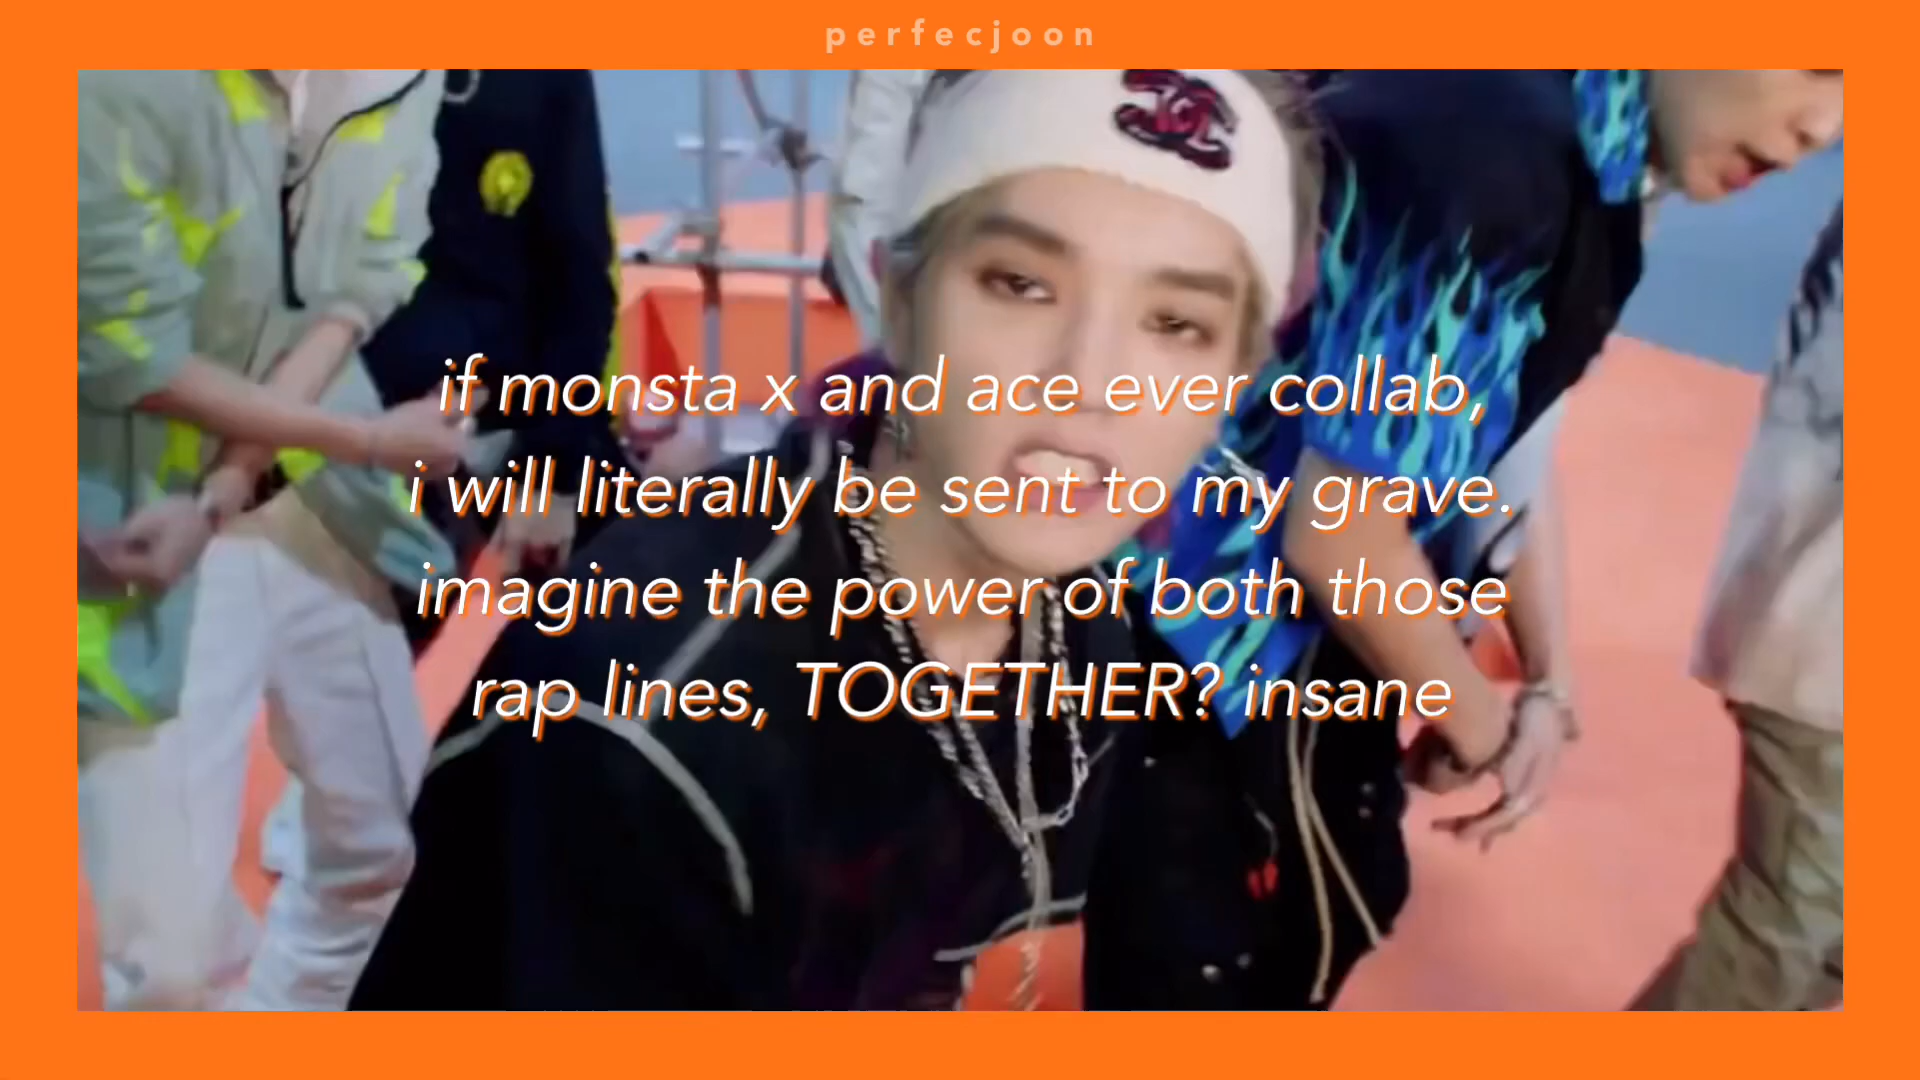 perfecjoon
if monsta x and ace ever collab,
i will literally be sent to my grave.
imagine the power of both those
rap lines, TOGETHER? insane